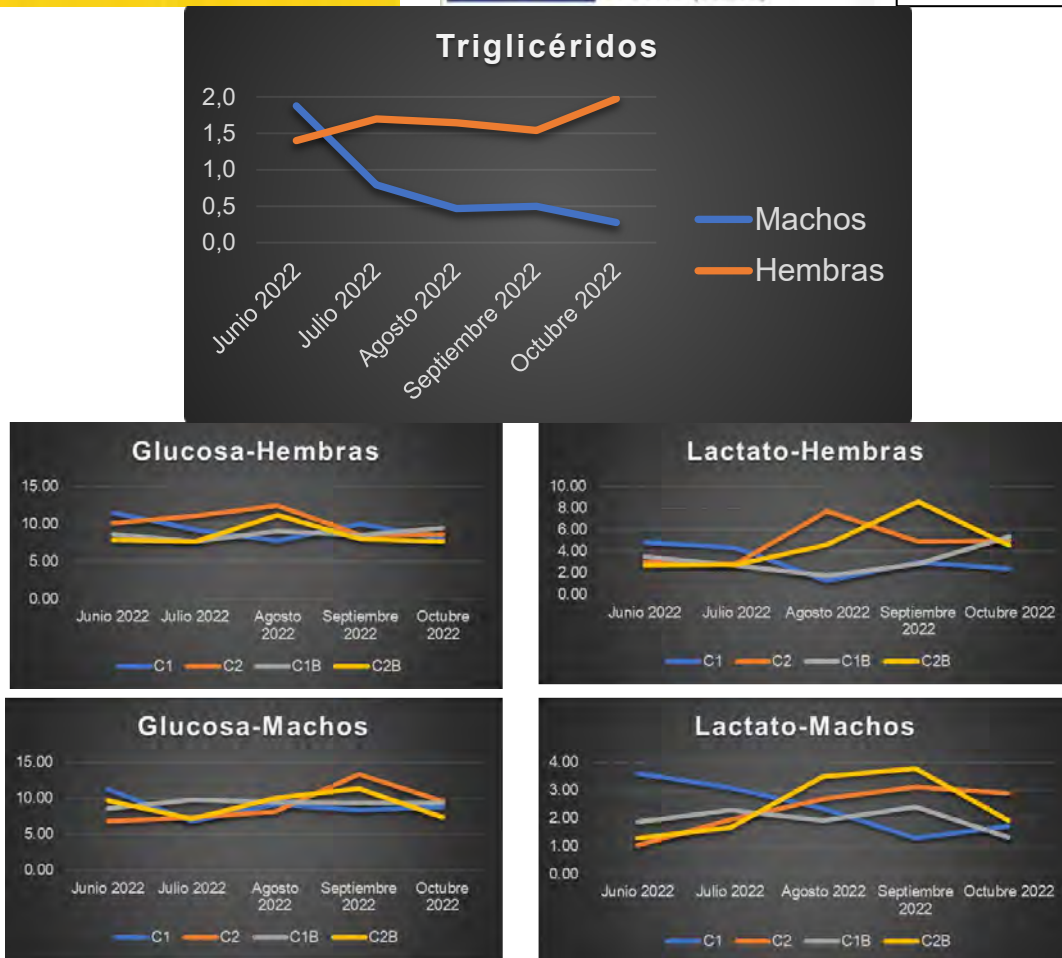 Triglicéridos
2,0
1,5
1,0
0,5
0,0
Junio 2022
Julio 2022
Agosto 2022
Septiembre 2022
Octubre 2022
Machos
Hembras
Glucosa-Hembras
15.00
10.00
5.00
0.00
Junio 2022 Julio 2022 Agosto Septiembre Octubre
2022 2022 2022
C1 C2 C1B C2B
Lactato-Hembras
10.00
8.00
6.00
4.00
2.00
0.00
Junio 2022 Julio 2022 Agosto 2022 Septiembre Octubre 2022
2022
C1 C2 C1B C2B
Glucosa-Machos
15.00
10.00
5.00
0.00
Junio 2022 Julio 2022 Agosto Septiembre Octubre
2022 2022 2022
C1 C2 C1B C2B
Lactato-Machos
4.00
3.00
2.00
1.00
0.00
Junio 2022 Julio 2022 Agosto 2022 Septiembre Octubre 2022
2022
C1 C2 C1B C2B